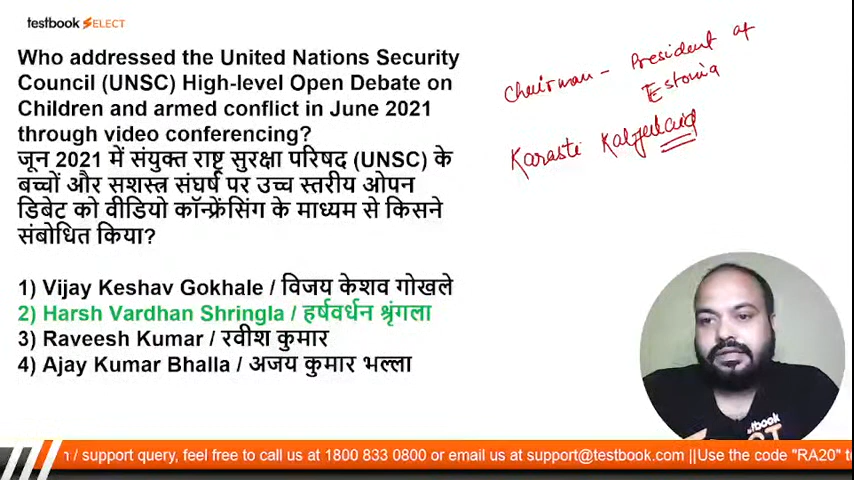 testbook SELECT
Who addressed the United Nations Security
Council (UNSC) High-level Open Debate on
Children and armed conflict in June 2021
through video conferencing?
जून 2021 में संयुक्त राष्ट्र सुरक्षा परिषद (UNSC) के
बच्चों और सशस्त्र संघर्ष पर उच्च स्तरीय ओपन
डिबेट को वीडियो कॉन्फ्रेंसिंग के माध्यम से किसने
संबोधित किया?
1) Vijay Keshav Gokhale / विजय केशव गोखले
2) Harsh Vardhan Shringla / हर्षवर्धन श्रृंगला
3) Raveesh Kumar / रवीश कुमार
4) Ajay Kumar Bhalla / अजय कुमार भल्ला
Chairman - President of
Estonia
Karasti
testbook
/ support query, feel free to call us at 1800 833 0800 or email us at support@testbook.com ||Use the code "RA20"